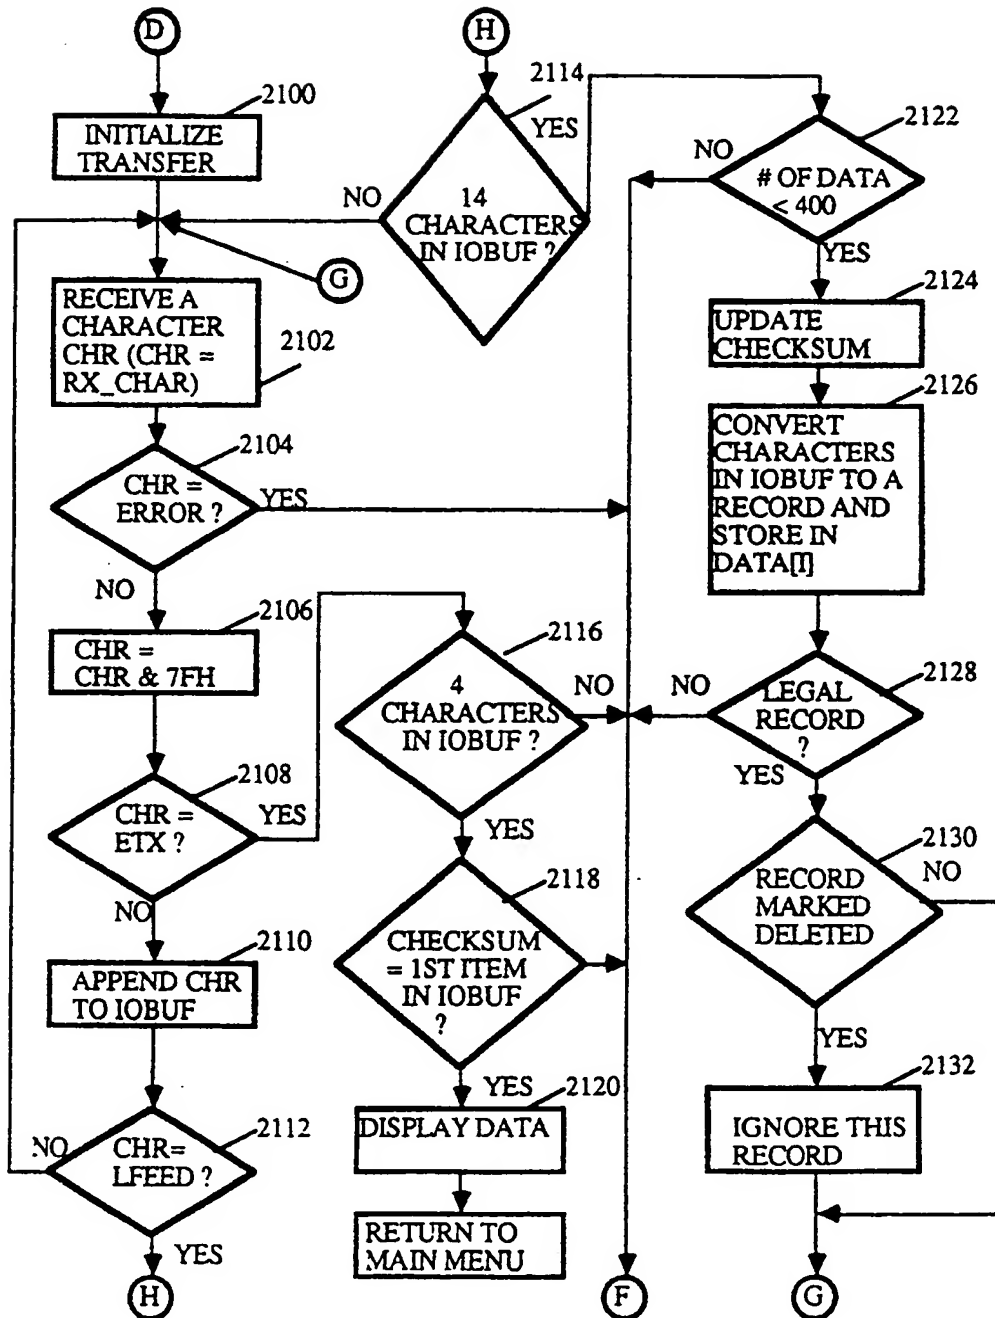 D
H
2100
INITIALIZE
TRANSFER
2114
YES
NO
14
CHARACTERS
IN IOBUF ?
2122
NO
# OF DATA
< 400
YES
G
RECEIVE A
CHARACTER
CHR (CHR =
RX_CHAR)
2102
2124
UPDATE
CHECKSUM
2126
CONVERT
CHARACTERS
IN IOBUF TO A
RECORD AND
STORE IN
DATA[I]
2104
CHR =
ERROR ?
YES
NO
2106
CHR =
CHR & 7FH
2116
4
CHARACTERS
IN IOBUF ?
NO
YES
NO
2128
LEGAL
RECORD
?
YES
2108
CHR =
ETX ?
YES
NO
2118
CHECKSUM
= 1ST ITEM
IN IOBUF
?
YES
2130
NO
RECORD
MARKED
DELETED
YES
2110
APPEND CHR
TO IOBUF
2120
DISPLAY DATA
2132
IGNORE THIS
RECORD
NO
CHR=
LFEED ?
2112
YES
RETURN TO
MAIN MENU
H
F
G